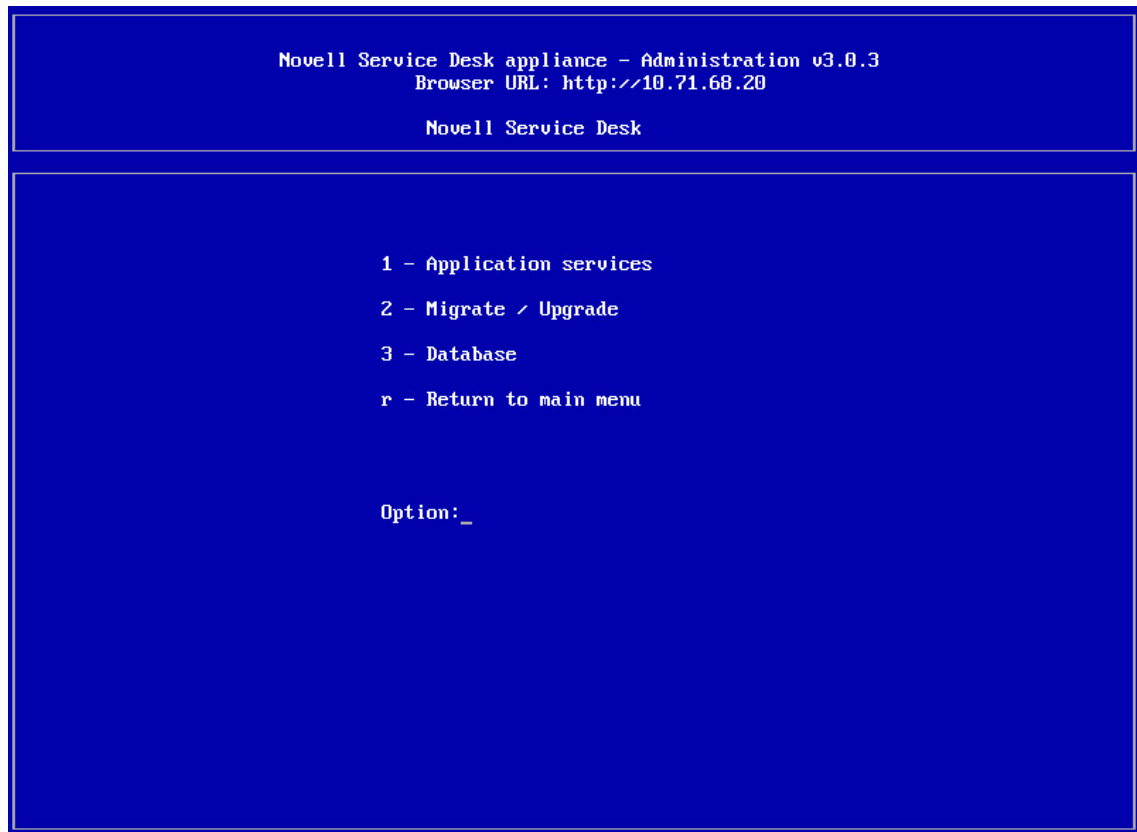 Novell Service Desk appliance - Administration v3.0.3
Browser URL: http://10.71.68.20
Novell Service Desk
1 - Application services
2 - Migrate / Upgrade
3 - Database
r - Return to main menu
Option:_